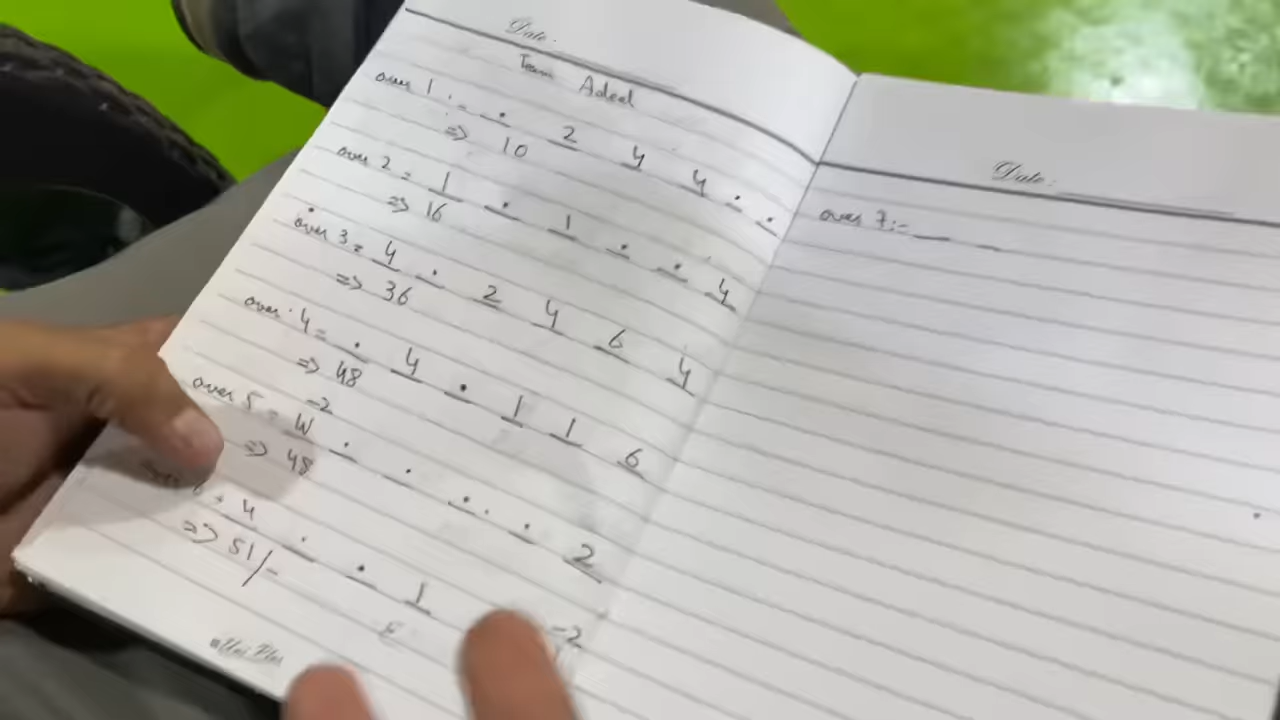 Date:
Team Adeel
over 1 :- . 2 4 4 . .
=> 10
over 2 = 1 . 1 . . 4
=> 16
over 3 = 4 . 2 4 6 4
=> 36
over 4 = . 4 . 1 1 6
=> 48
-2
over 5 = W . . . . 2
=> 48
6 = 4 . . 1
-2
=> 51/-
Date:
over 7:- _ _